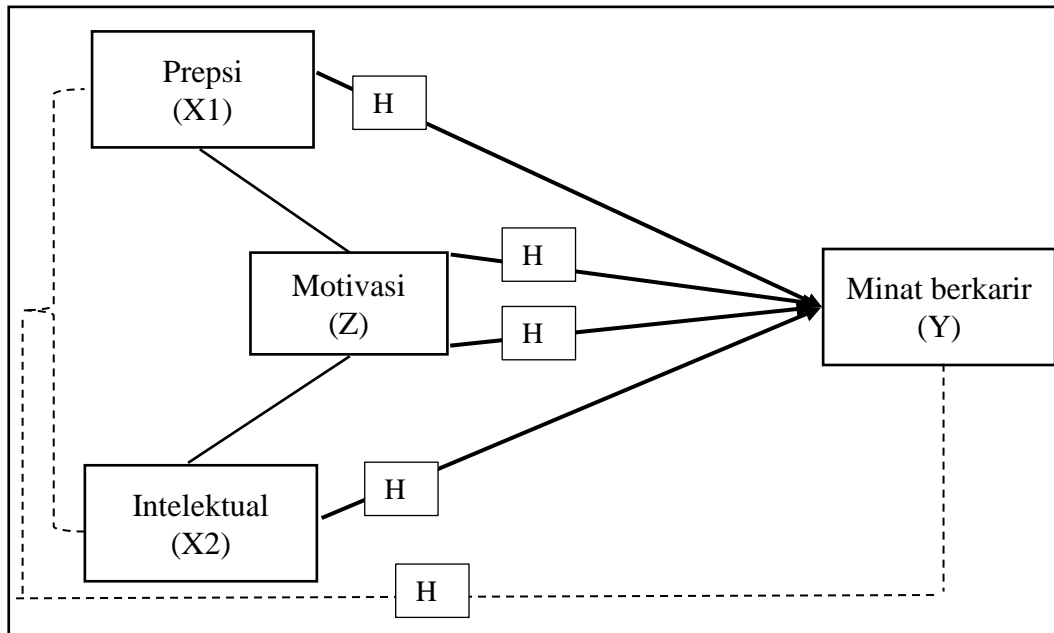 Prepsi
(X1)
H
H
Motivasi
(Z)
Minat berkarir
(Y)
H
H
Intelektual
(X2)
H